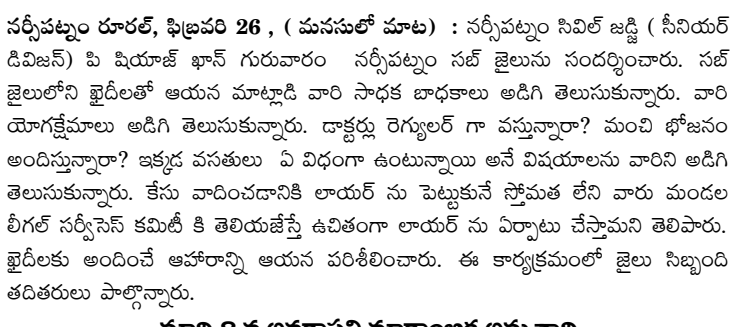 నర్సీపట్నం రూరల్, ఫిబ్రవరి 26 , ( మనసులో మాట) : నర్సీపట్నం సివిల్ జడ్జి ( సీనియర్
డివిజన్) పి షియాజ్ ఖాన్ గురువారం నర్సీపట్నం సబ్ జైలును సందర్శించారు. సబ్
జైలులోని ఖైదీలతో ఆయన మాట్లాడి వారి సాధక బాధకాలు అడిగి తెలుసుకున్నారు. వారి
యోగక్షేమాలు అడిగి తెలుసుకున్నారు. డాక్టర్లు రెగ్యులర్ గా వస్తున్నారా? మంచి భోజనం
అందిస్తున్నారా? ఇక్కడ వసతులు ఏ విధంగా ఉంటున్నాయి అనే విషయాలను వారిని అడిగి
తెలుసుకున్నారు. కేసు వాదించడానికి లాయర్ ను పెట్టుకునే స్తోమత లేని వారు మండల
లీగల్ సర్వీసెస్ కమిటీ కి తెలియజేస్తే ఉచితంగా లాయర్ ను ఏర్పాటు చేస్తామని తెలిపారు.
ఖైదీలకు అందించే ఆహారాన్ని ఆయన పరిశీలించారు. ఈ కార్యక్రమంలో జైలు సిబ్బంది
తదితరులు పాల్గొన్నారు.